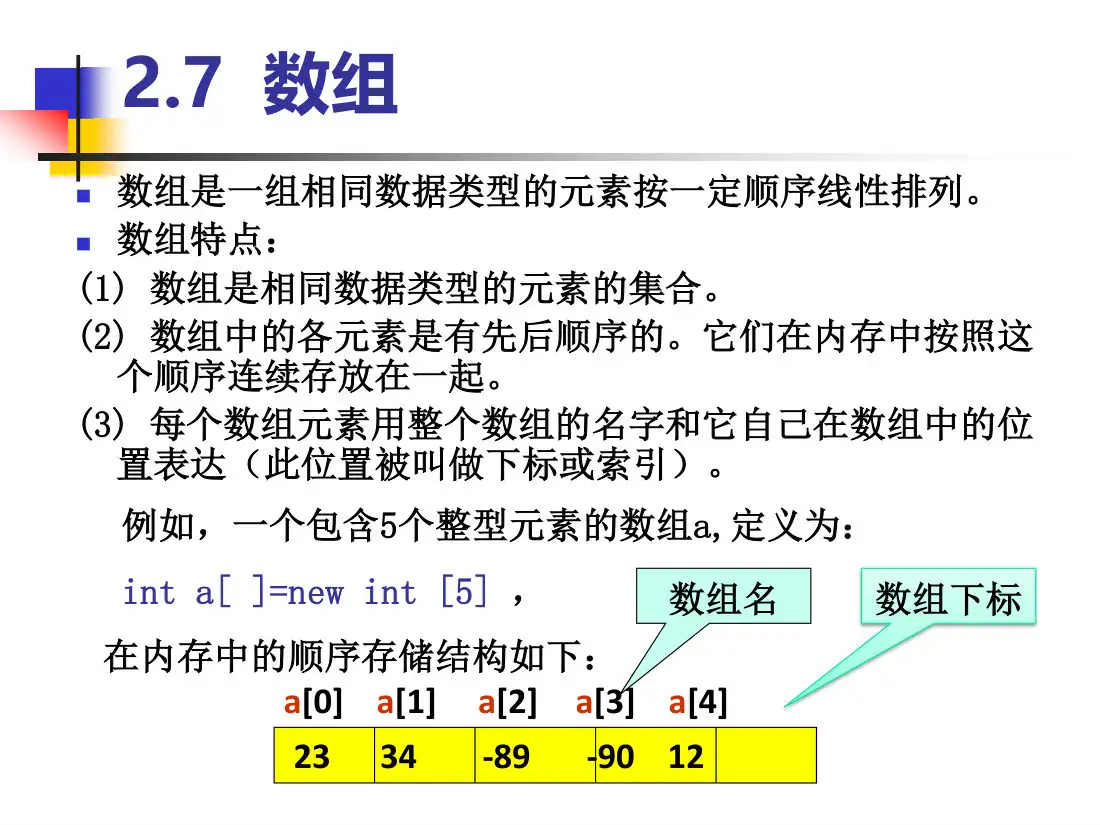 2.7 数组
数组是一组相同数据类型的元素按一定顺序线性排列。
数组特点：
(1) 数组是相同数据类型的元素的集合。
(2) 数组中的各元素是有先后顺序的。它们在内存中按照这
个顺序连续存放在一起。
(3) 每个数组元素用整个数组的名字和它自己在数组中的位
置表达（此位置被叫做下标或索引）。
例如，一个包含5个整型元素的数组a,定义为：
int a[ ]=new int [5] ，
数组名
数组下标
在内存中的顺序存储结构如下：
a[0] a[1] a[2] a[3] a[4]
23 34 -89 -90 12